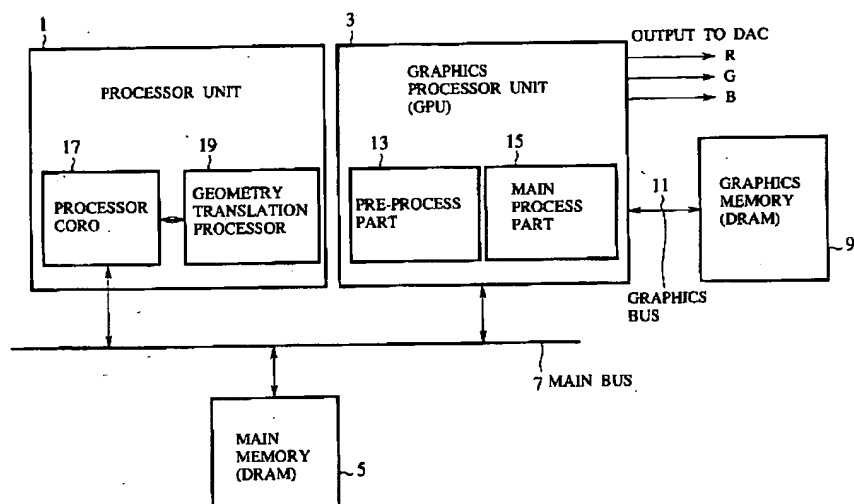 1
PROCESSOR UNIT
17
PROCESSOR
CORO
19
GEOMETRY
TRANSLATION
PROCESSOR
3
GRAPHICS
PROCESSOR UNIT
(GPU)
13
PRE-PROCESS
PART
15
MAIN
PROCESS
PART
OUTPUT TO DAC
R
G
B
11
GRAPHICS
BUS
GRAPHICS
MEMORY
(DRAM)
9
7 MAIN BUS
MAIN
MEMORY
(DRAM)
5